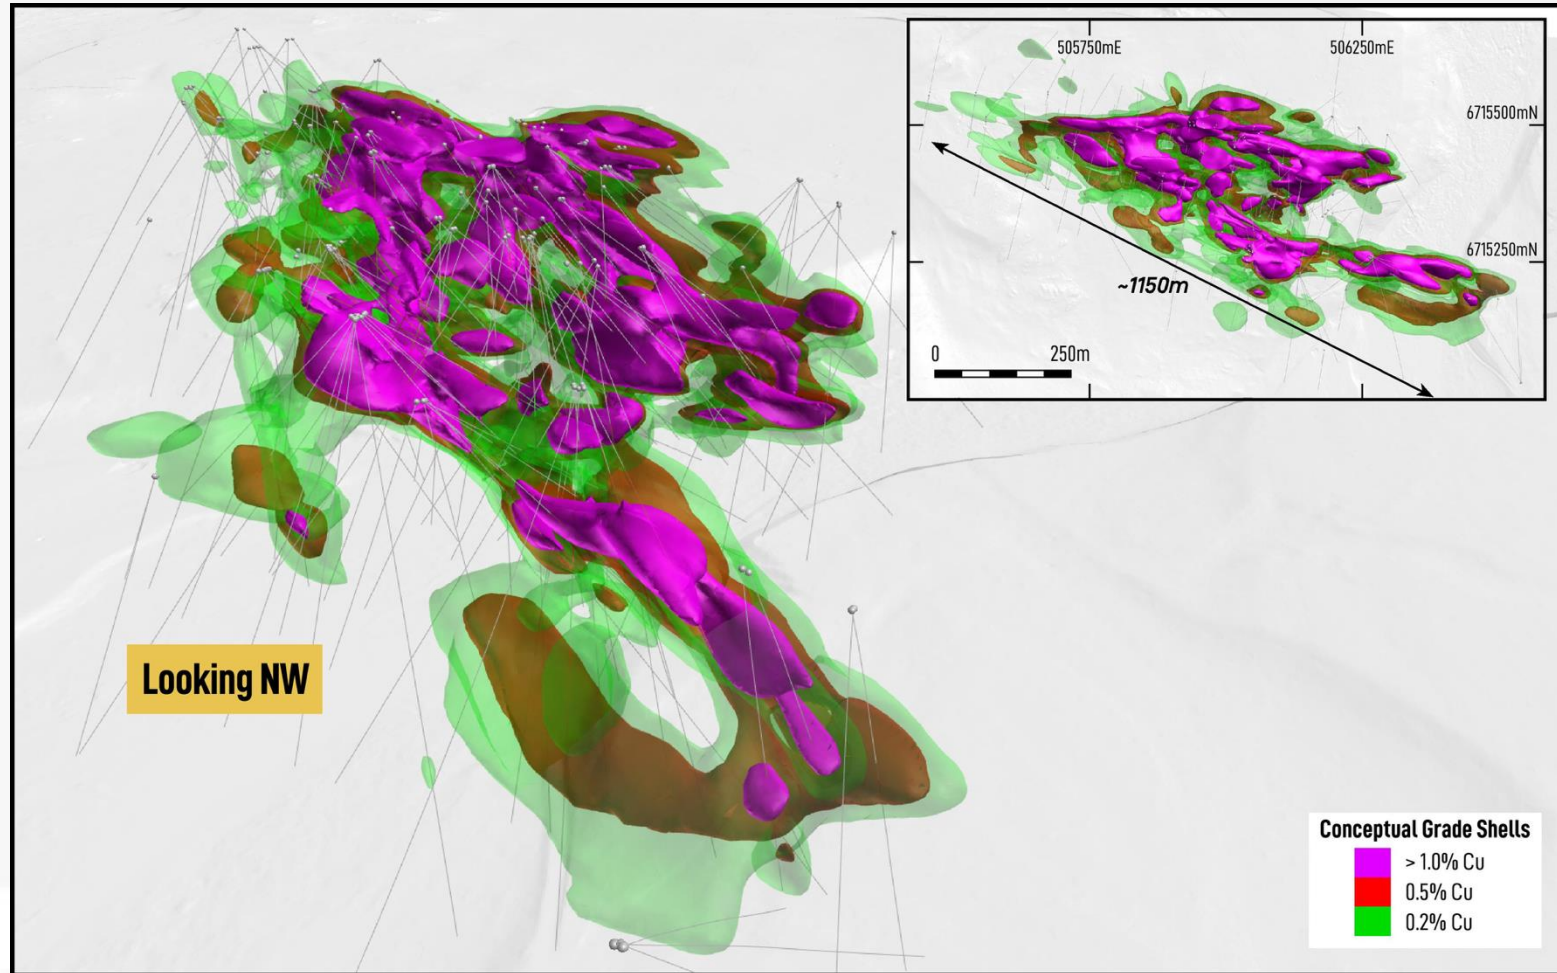 505750mE
506250mE
6715500mN
6715250mN
~1150m
0
250m
Looking NW
Conceptual Grade Shells
> 1.0% Cu
0.5% Cu
0.2% Cu